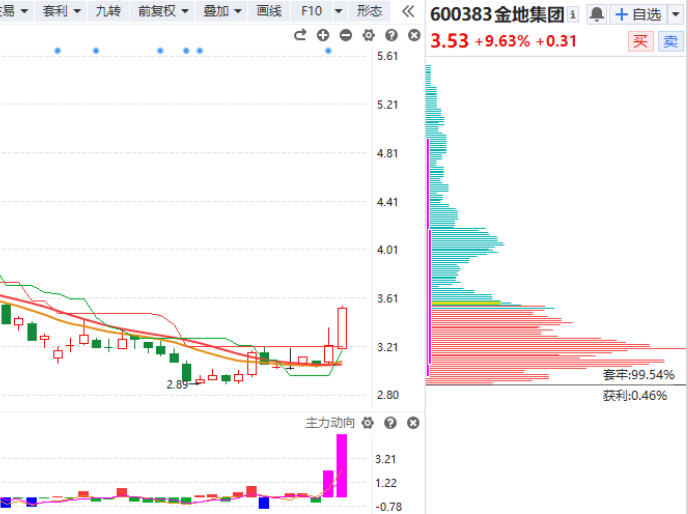 易 套利 九转 前复权 叠加 画线 F10 形态
600383金地集团 自选
3.53 +9.63% +0.31 买 卖
5.61
5.21
4.81
4.41
4.01
3.61
3.21
2.80
2.89
套牢:99.54%
获利:0.46%
主力动向
3.21
1.22
-0.78